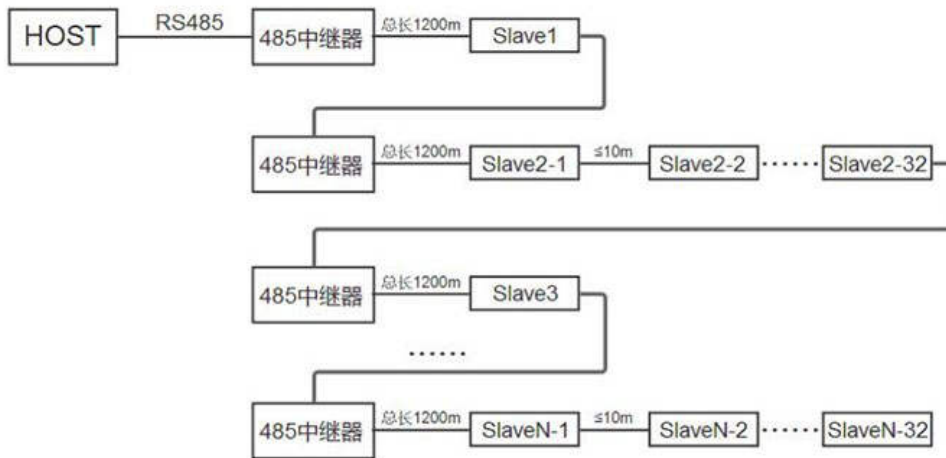 HOST RS485 485中继器 总长1200m Slave1
485中继器 总长1200m Slave2-1 ≤10m Slave2-2 ...... Slave2-32
485中继器 总长1200m Slave3
......
485中继器 总长1200m SlaveN-1 ≤10m SlaveN-2 ...... SlaveN-32